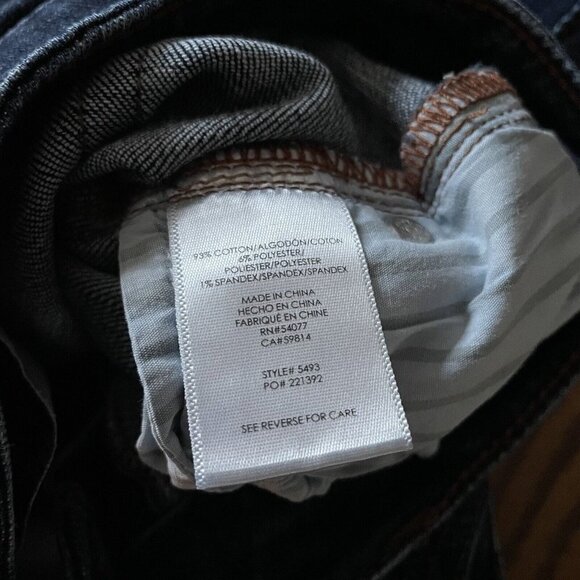 93% COTTON/ALGODÓN/COTON
6% POLYESTER/
POLIESTER/POLYESTER
1% SPANDEX/SPANDEX/SPANDEX
MADE IN CHINA
HECHO EN CHINA
FABRIQUÉ EN CHINE
RN#54077
CA#59814
STYLE# 5493
PO# 221392
SEE REVERSE FOR CARE